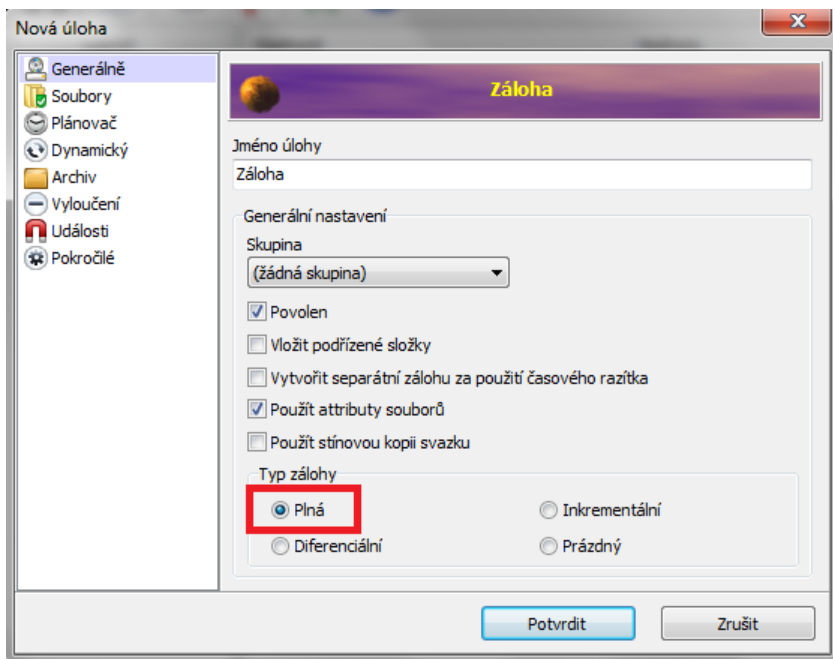 Nová úloha
Generálně
Soubory
Plánovač
Dynamický
Archiv
Vyloučení
Události
Pokročilé
Záloha
Jméno úlohy
Záloha
Generální nastavení
Skupina
(žádná skupina)
Povolen
Vložit podřízené složky
Vytvořit separátní zálohu za použití časového razítka
Použít attributy souborů
Použít stínovou kopii svazku
Typ zálohy
Plná Inkrementální
Diferenciální Prázdný
Potvrdit Zrušit